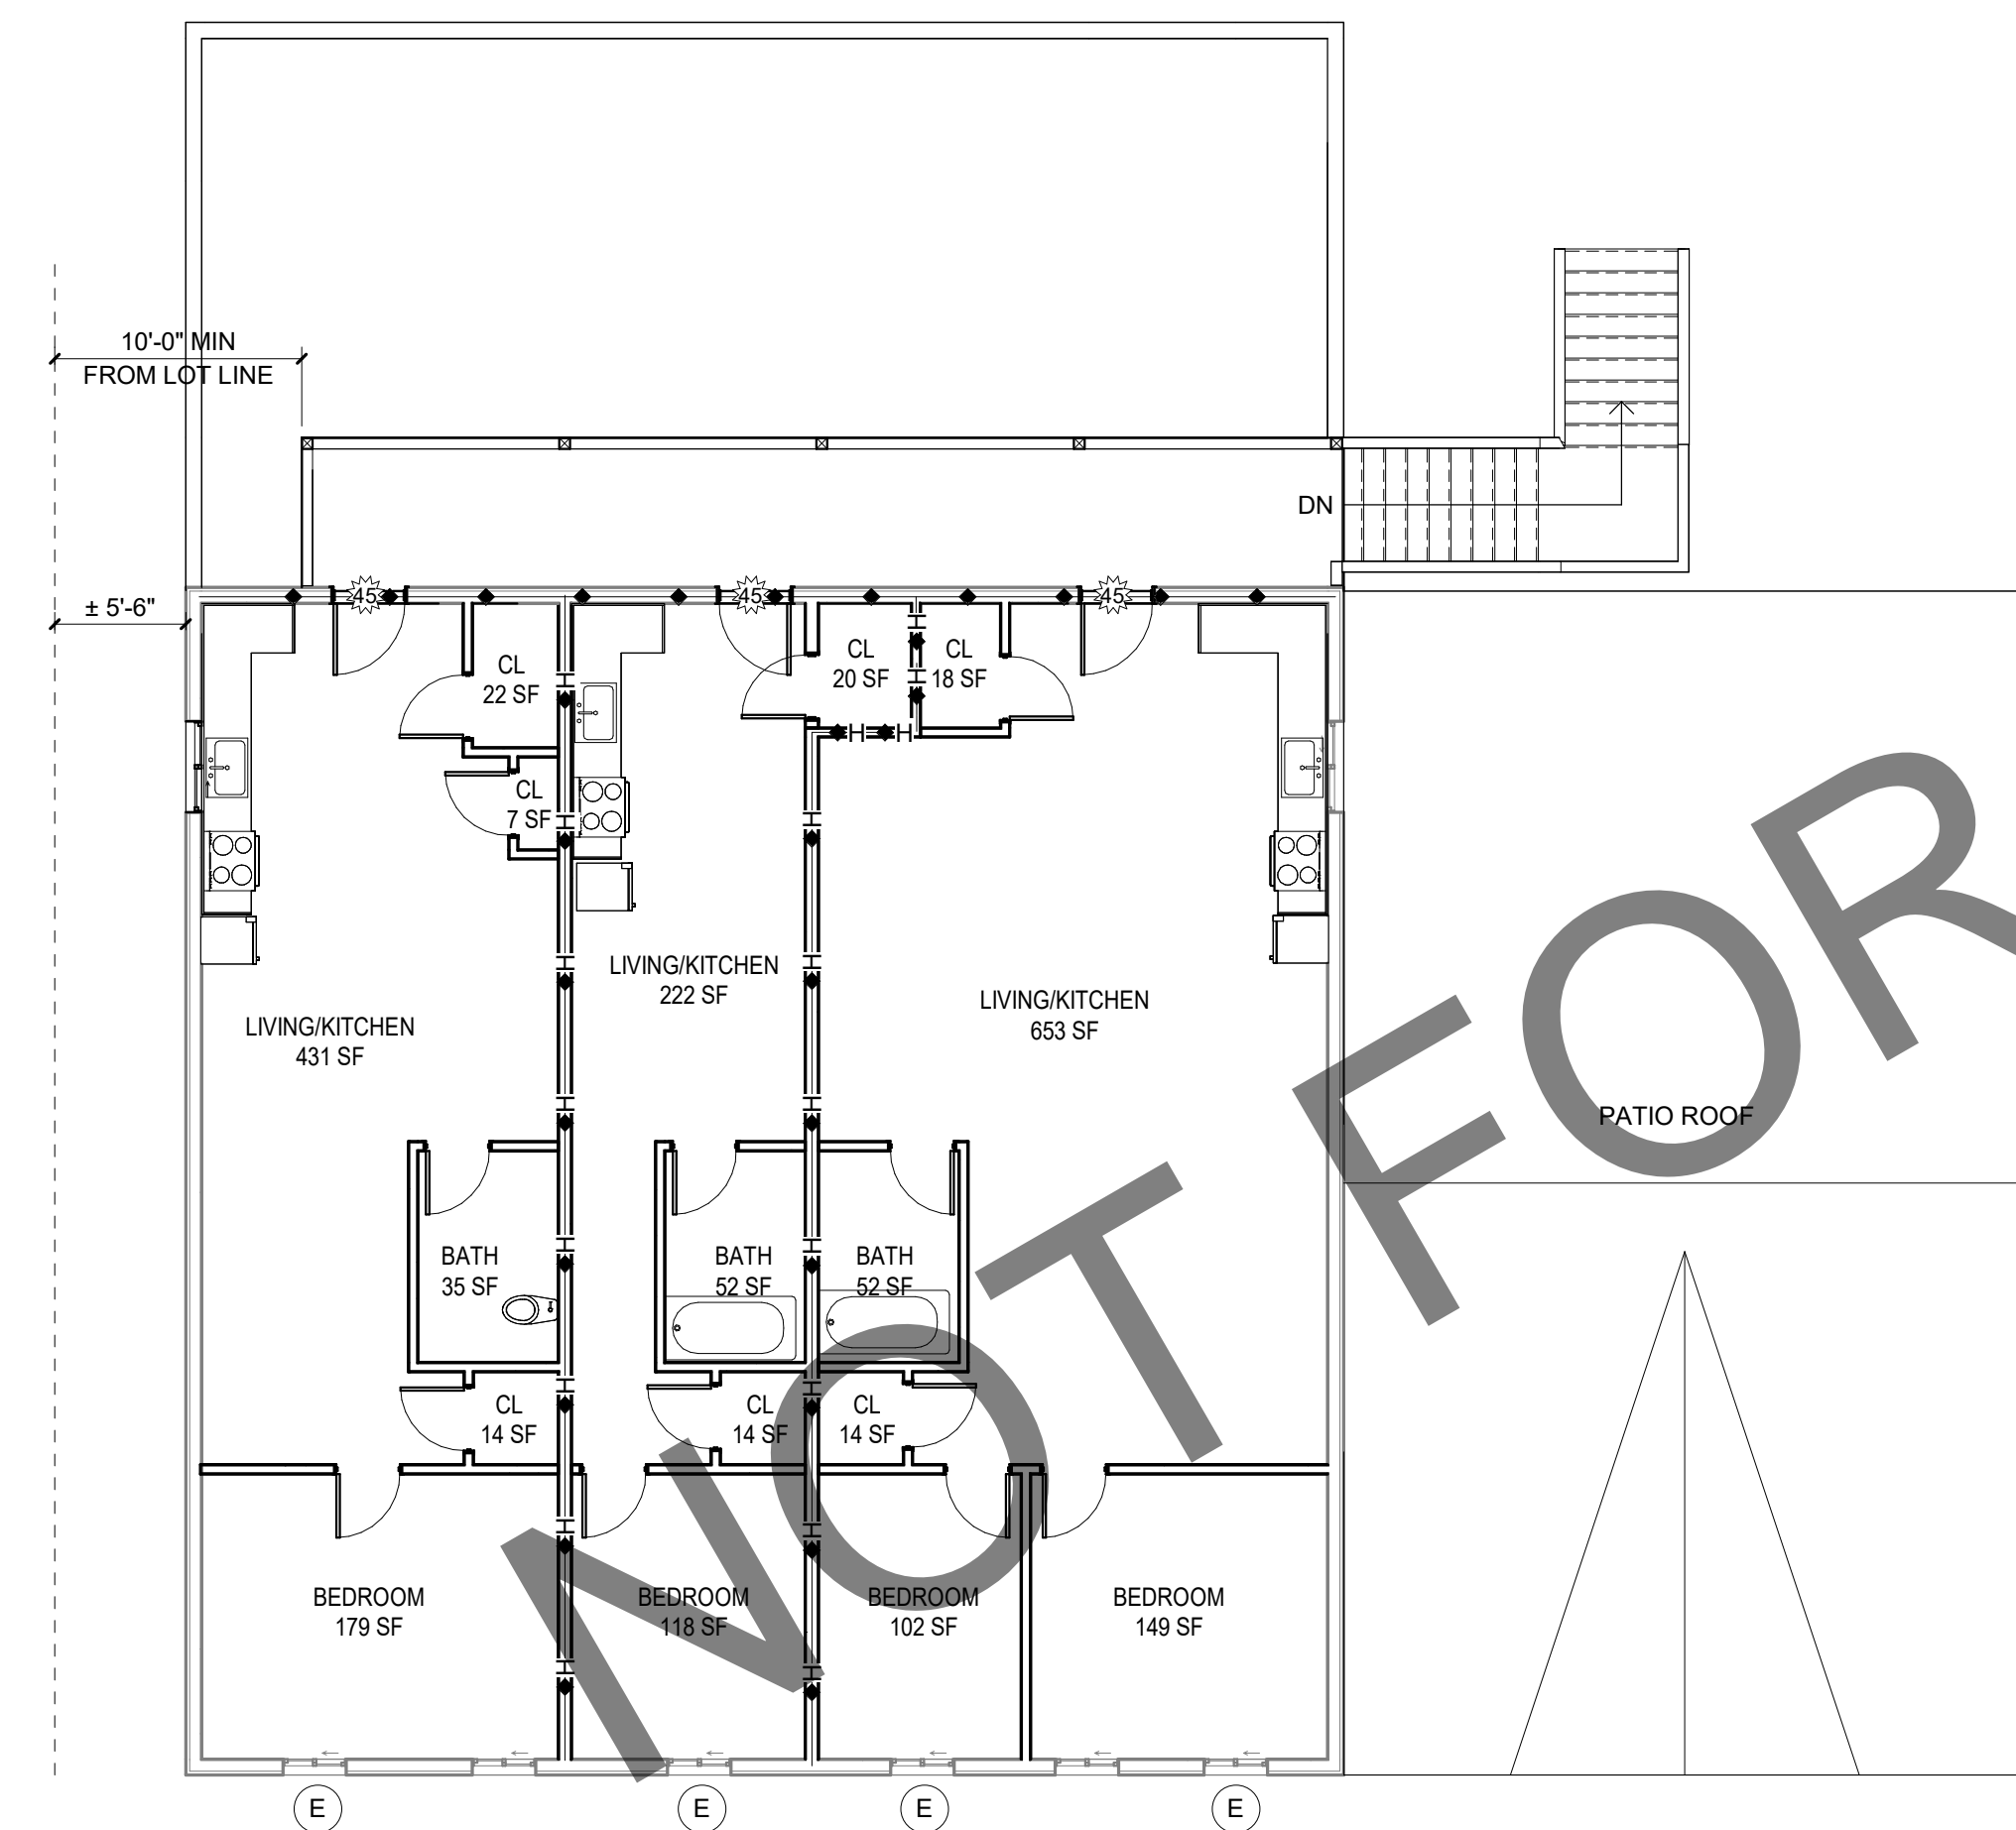 10'-0" MIN
FROM LOT LINE
DN
± 5'-6"
45
45
45
CL
22 SF
CL
20 SF
CL
18 SF
H
H
H
H
H
CL
7 SF
H
H
LIVING/KITCHEN
222 SF
H
H
LIVING/KITCHEN
653 SF
LIVING/KITCHEN
431 SF
H
H
PATIO ROOF
BATH
35 SF
H
BATH
52 SF
H
BATH
52 SF
CL
14 SF
H
CL
14 SF
H
CL
14 SF
H
H
BEDROOM
179 SF
BEDROOM
118 SF
BEDROOM
102 SF
BEDROOM
149 SF
H
H
E
E
E
E
NOT FOR